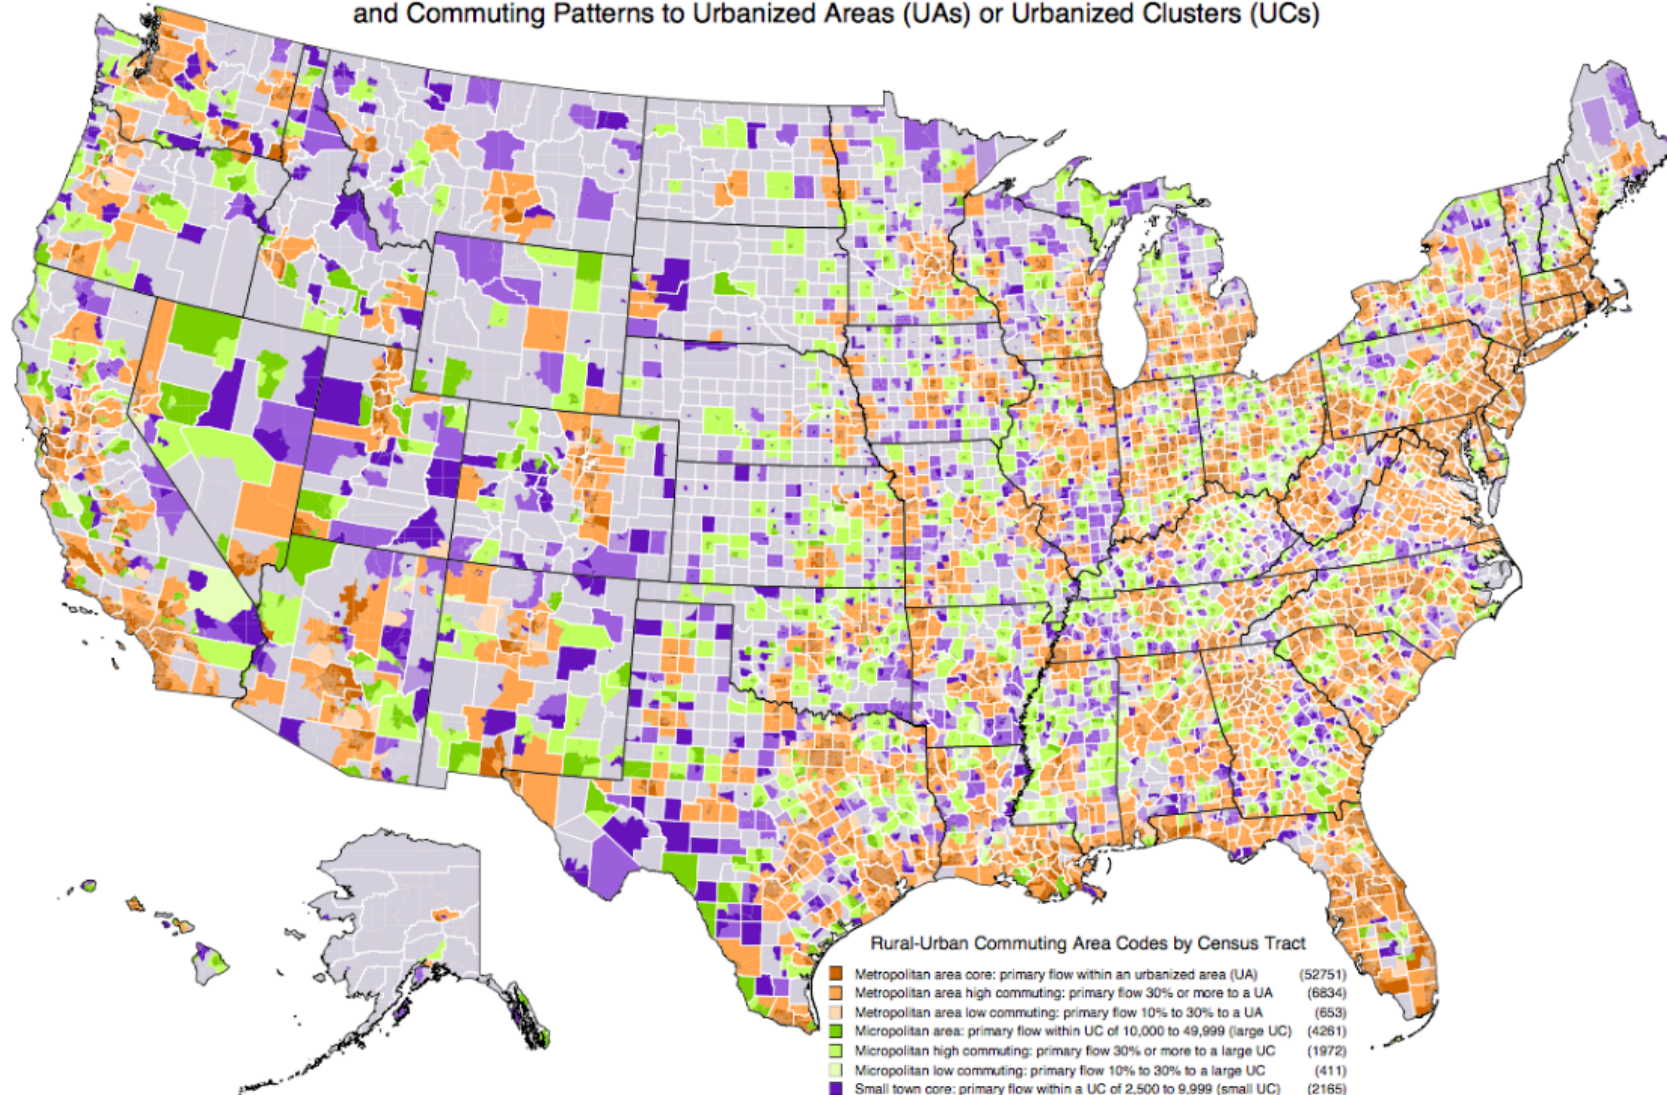 and Commuting Patterns to Urbanized Areas (UAs) or Urbanized Clusters (UCs)
Rural-Urban Commuting Area Codes by Census Tract
Metropolitan area core: primary flow within an urbanized area (UA) (52751)
Metropolitan area high commuting: primary flow 30% or more to a UA (6834)
Metropolitan area low commuting: primary flow 10% to 30% to a UA (653)
Micropolitan area: primary flow within UC of 10,000 to 49,999 (large UC) (4261)
Micropolitan high commuting: primary flow 30% or more to a large UC (1972)
Micropolitan low commuting: primary flow 10% to 30% to a large UC (411)
Small town core: primary flow within a UC of 2,500 to 9,999 (small UC) (2165)